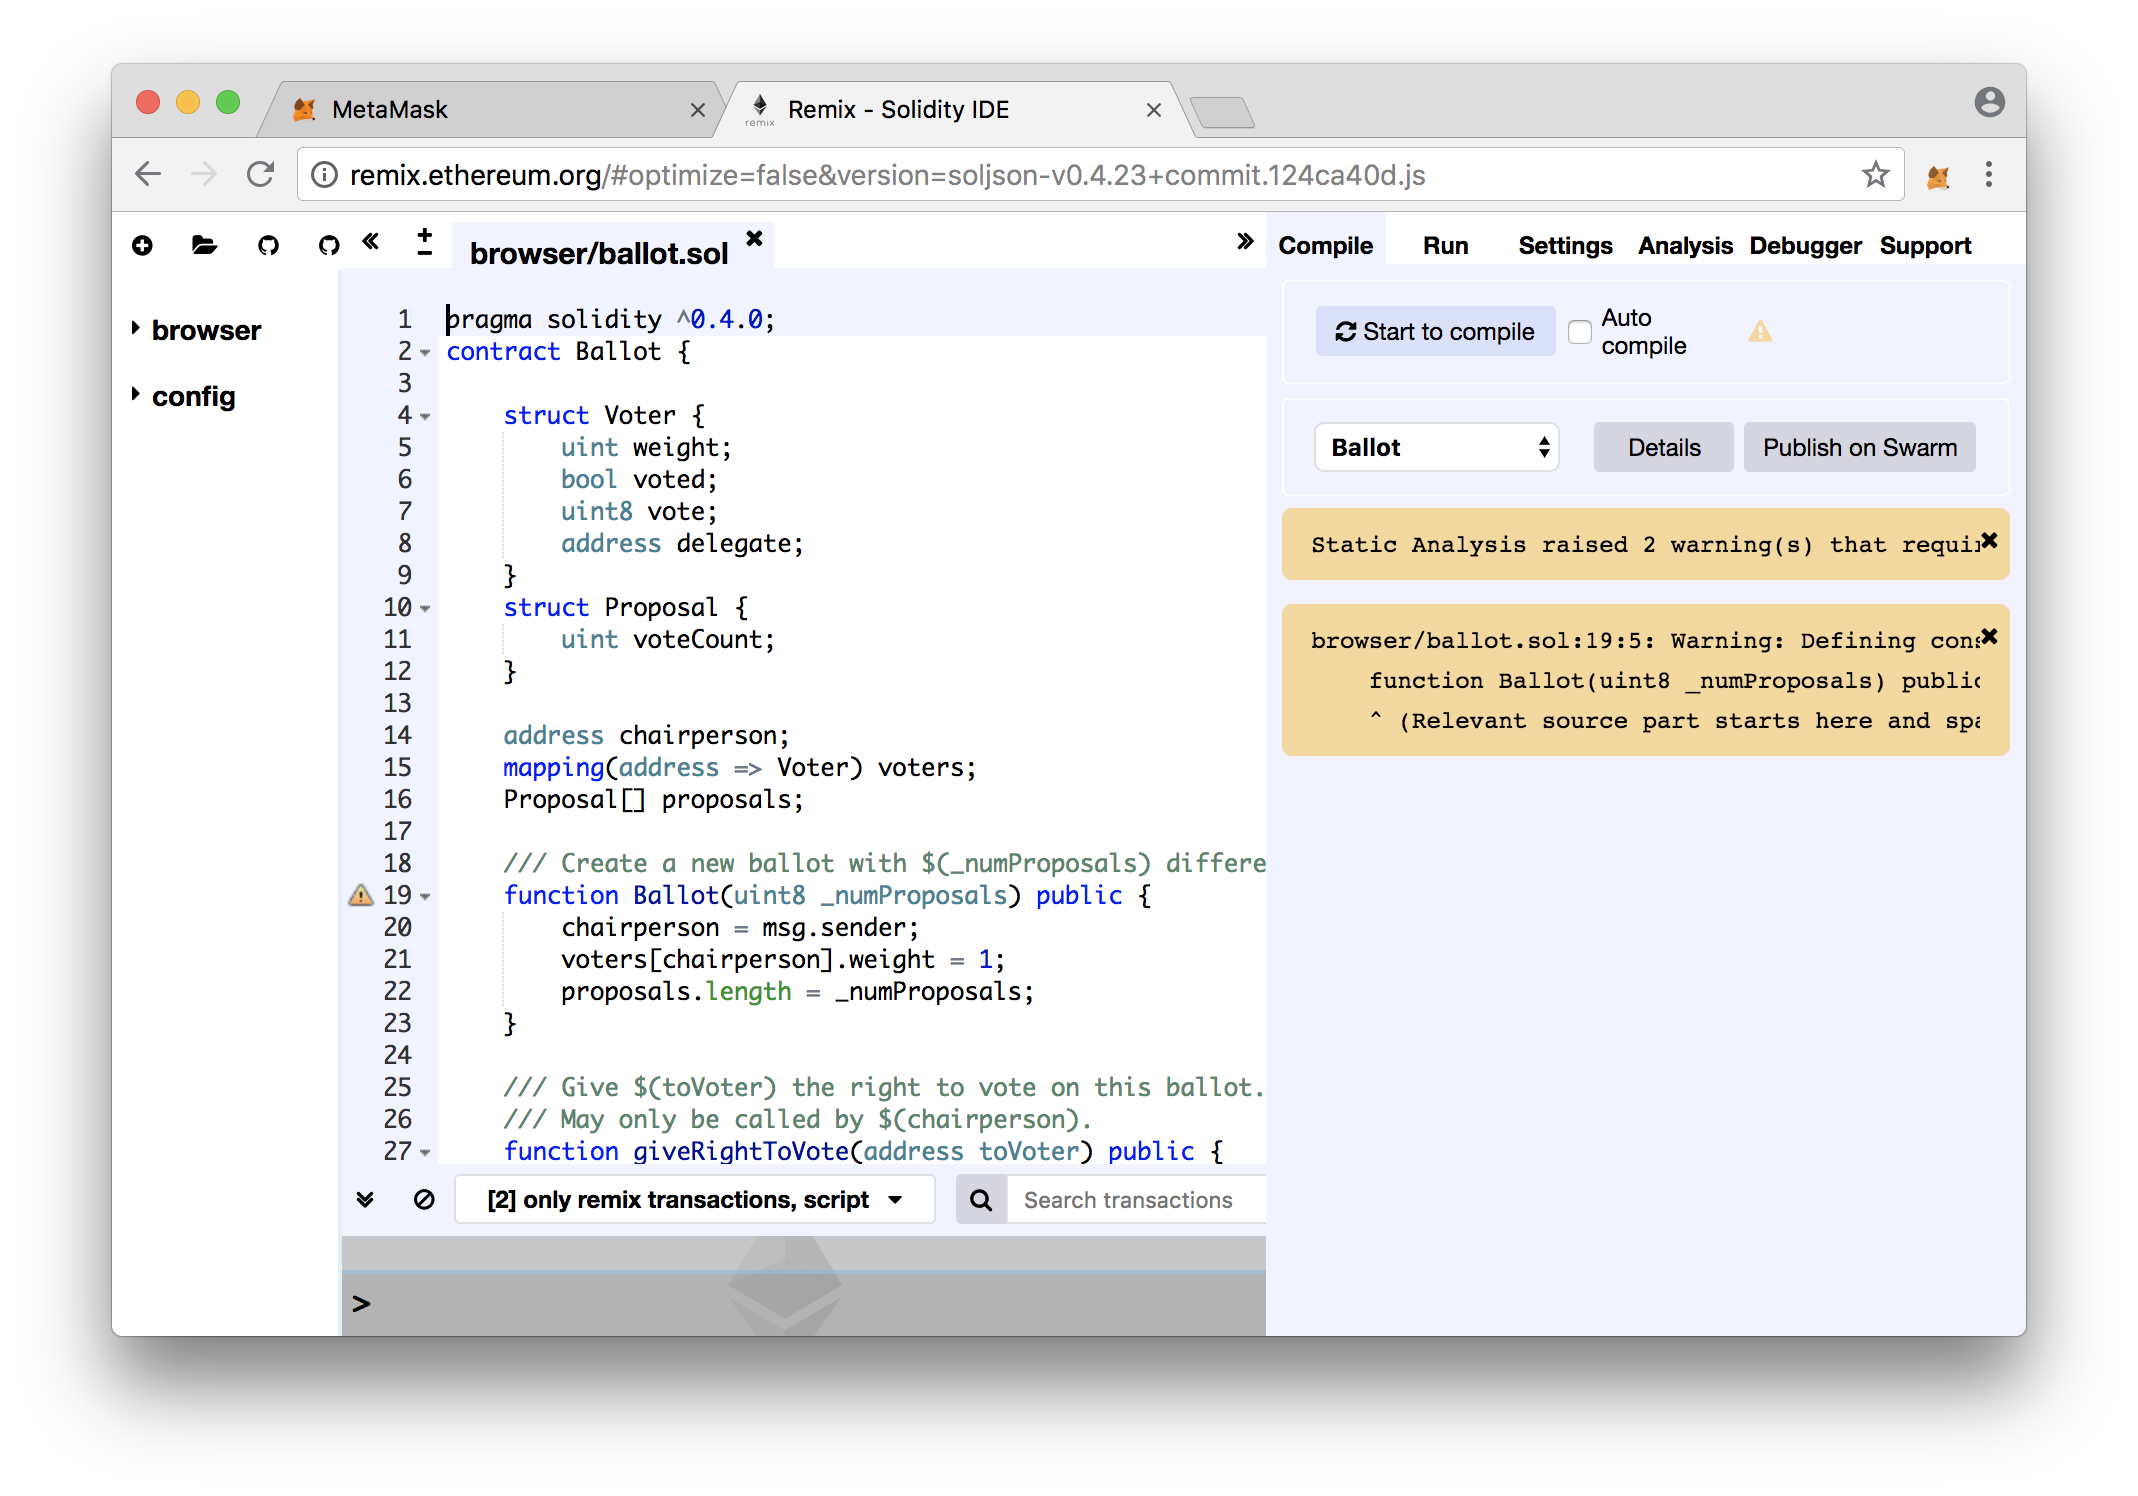 MetaMask
remix
Remix - Solidity IDE
remix.ethereum.org/#optimize=false&version=soljson-v0.4.23+commit.124ca40d.js
browser/ballot.sol
Compile Run Settings Analysis Debugger Support
browser
config
1 pragma solidity ^0.4.0;
2 contract Ballot {
3
4 struct Voter {
5 uint weight;
6 bool voted;
7 uint8 vote;
8 address delegate;
9 }
10 struct Proposal {
11 uint voteCount;
12 }
13
14 address chairperson;
15 mapping(address => Voter) voters;
16 Proposal[] proposals;
17
18 /// Create a new ballot with $(_numProposals) differe
19 function Ballot(uint8 _numProposals) public {
20 chairperson = msg.sender;
21 voters[chairperson].weight = 1;
22 proposals.length = _numProposals;
23 }
24
25 /// Give $(toVoter) the right to vote on this ballot.
26 /// May only be called by $(chairperson).
27 function giveRightToVote(address toVoter) public {
[2] only remix transactions, script
Search transactions
>
Start to compile
Auto
compile
Ballot
Details
Publish on Swarm
Static Analysis raised 2 warning(s) that requi
browser/ballot.sol:19:5: Warning: Defining cons
function Ballot(uint8 _numProposals) public
^ (Relevant source part starts here and spa